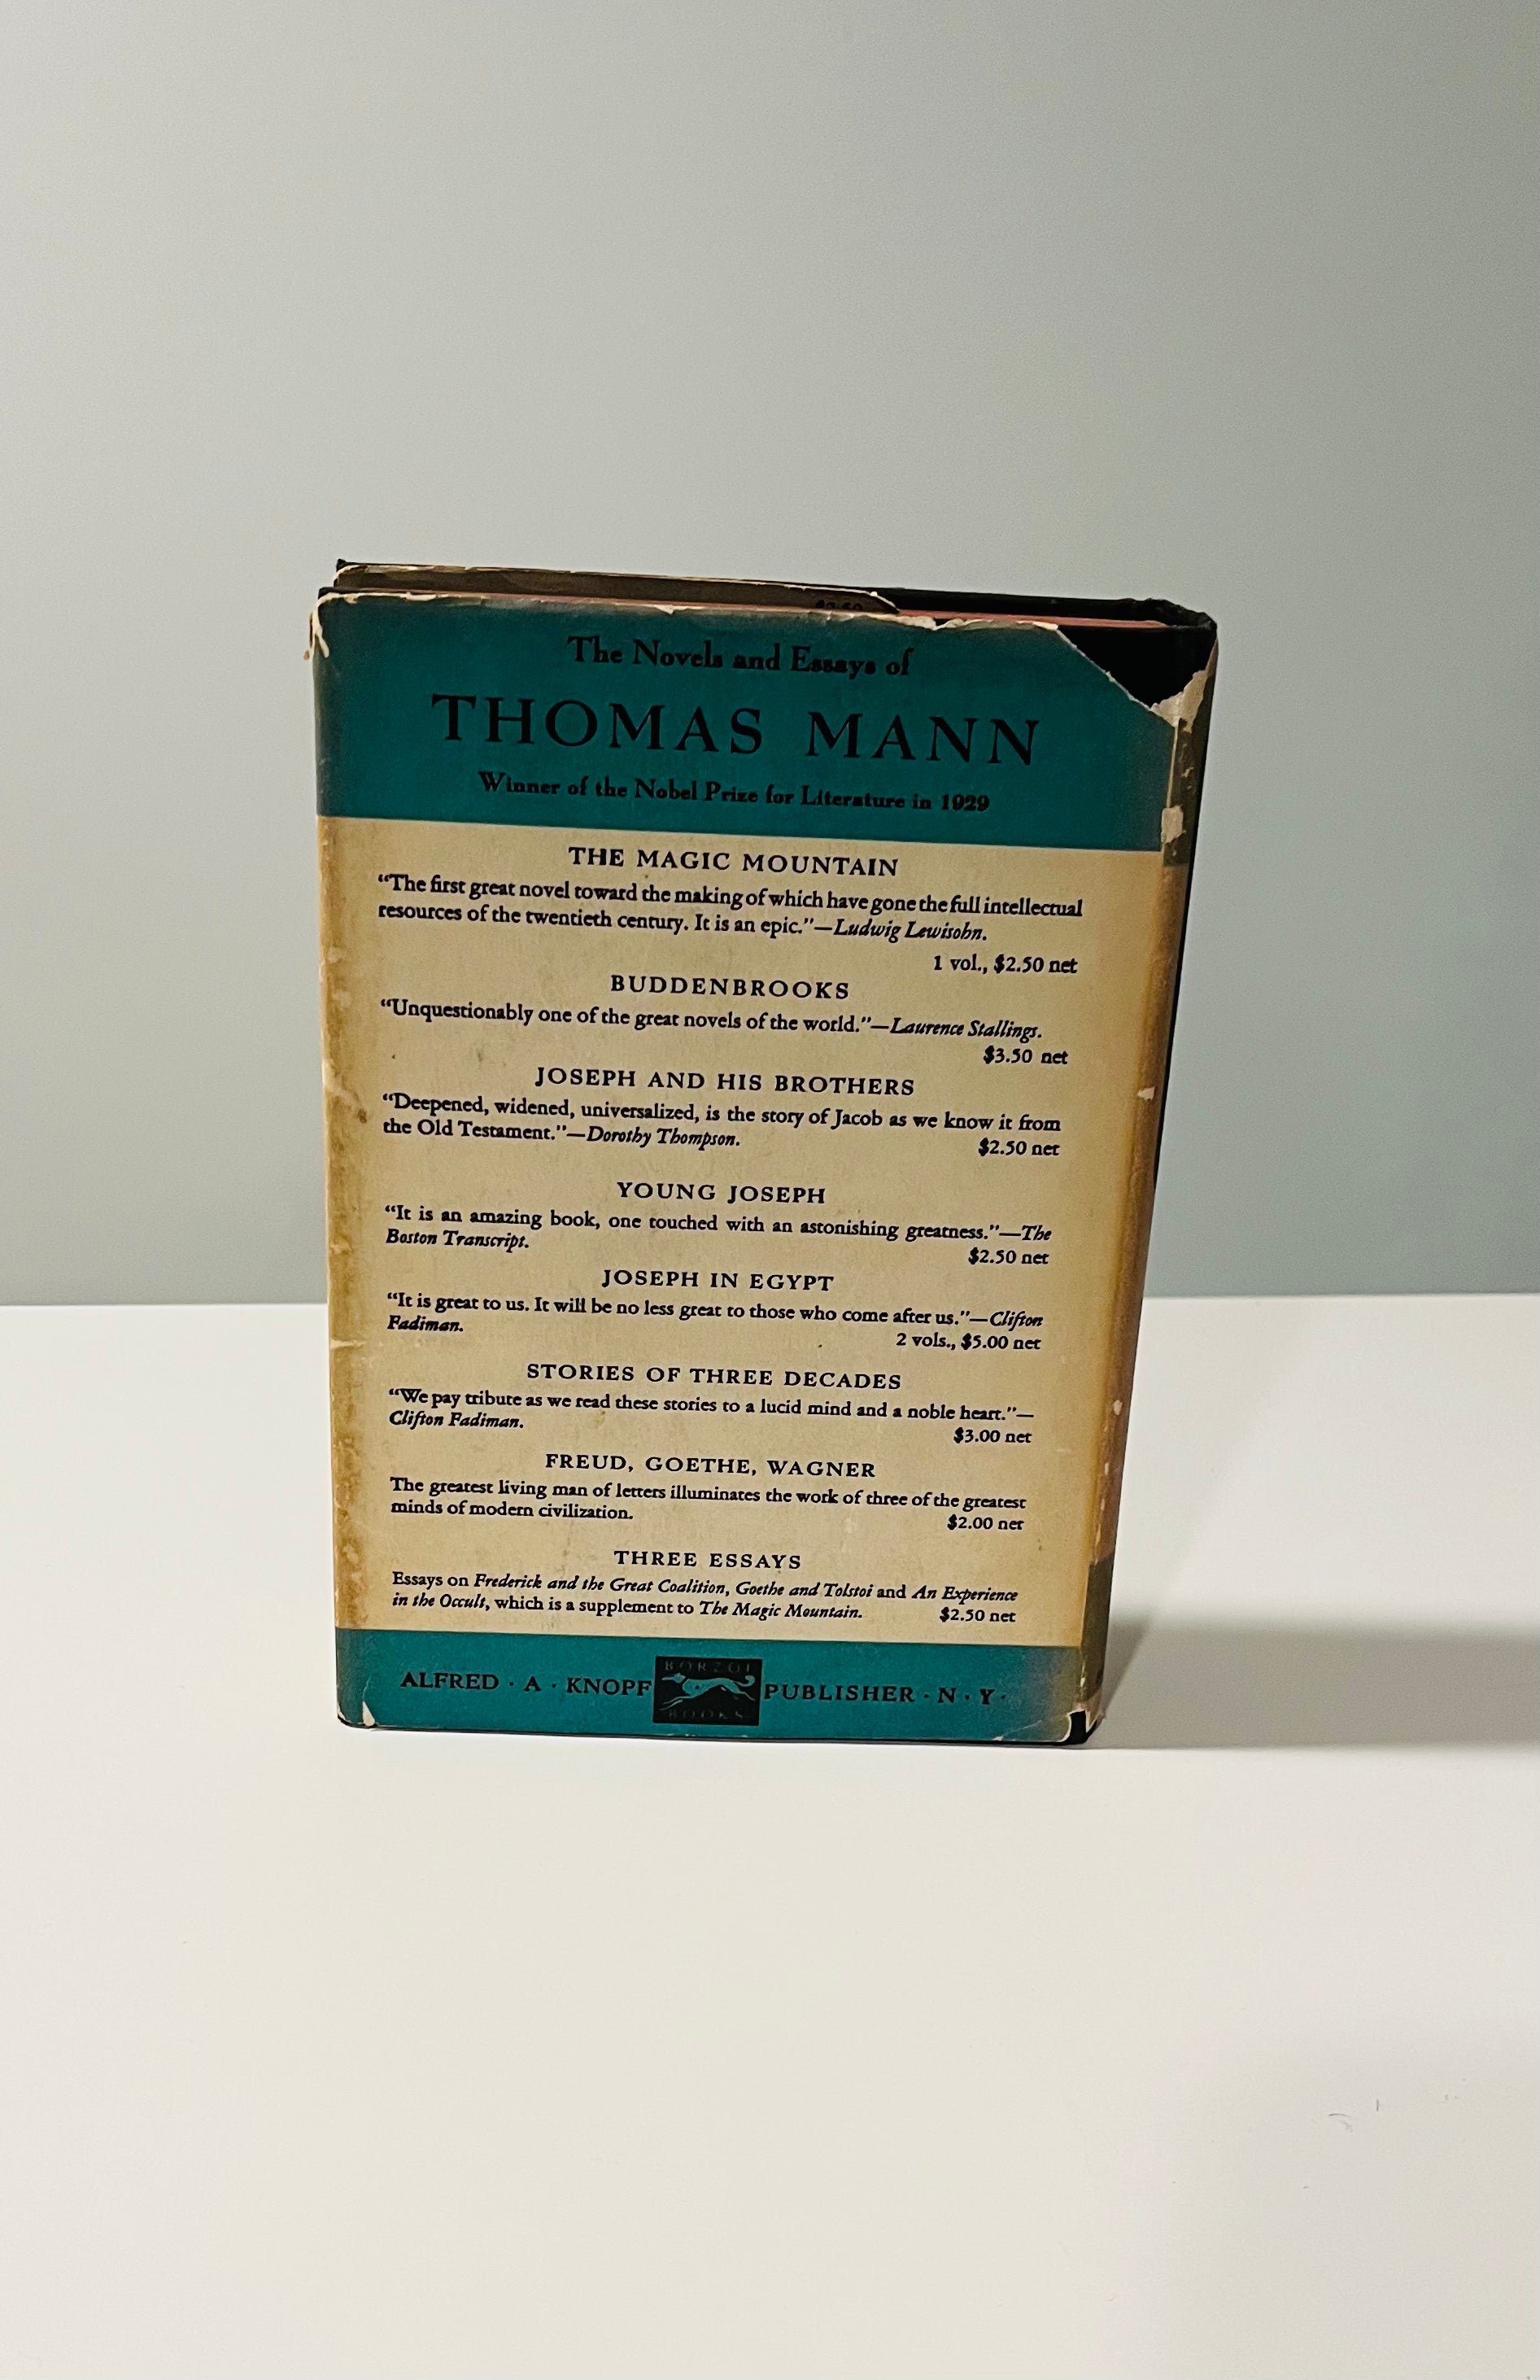 $2.50
The Novels and Essays of
THOMAS MANN
Winner of the Nobel Prize for Literature in 1929
THE MAGIC MOUNTAIN
“The first great novel toward the making of which have gone the full intellectual
resources of the twentieth century. It is an epic.”—Ludwig Lewisohn.
1 vol., $2.50 net
BUDDENBROOKS
“Unquestionably one of the great novels of the world.”—Laurence Stallings.
$3.50 net
JOSEPH AND HIS BROTHERS
“Deepened, widened, universalized, is the story of Jacob as we know it from
the Old Testament.”—Dorothy Thompson. $2.50 net
YOUNG JOSEPH
“It is an amazing book, one touched with an astonishing greatness.”—The
Boston Transcript. $2.50 net
JOSEPH IN EGYPT
“It is great to us. It will be no less great to those who come after us.”—Clifton
Fadiman. 2 vols., $5.00 net
STORIES OF THREE DECADES
“We pay tribute as we read these stories to a lucid mind and a noble heart.”—
Clifton Fadiman. $3.00 net
FREUD, GOETHE, WAGNER
The greatest living man of letters illuminates the work of three of the greatest
minds of modern civilization. $2.00 net
THREE ESSAYS
Essays on Frederick and the Great Coalition, Goethe and Tolstoi and An Experience
in the Occult, which is a supplement to The Magic Mountain. $2.50 net
ALFRED · A · KNOPF BORZOI BOOKS PUBLISHER · N · Y ·